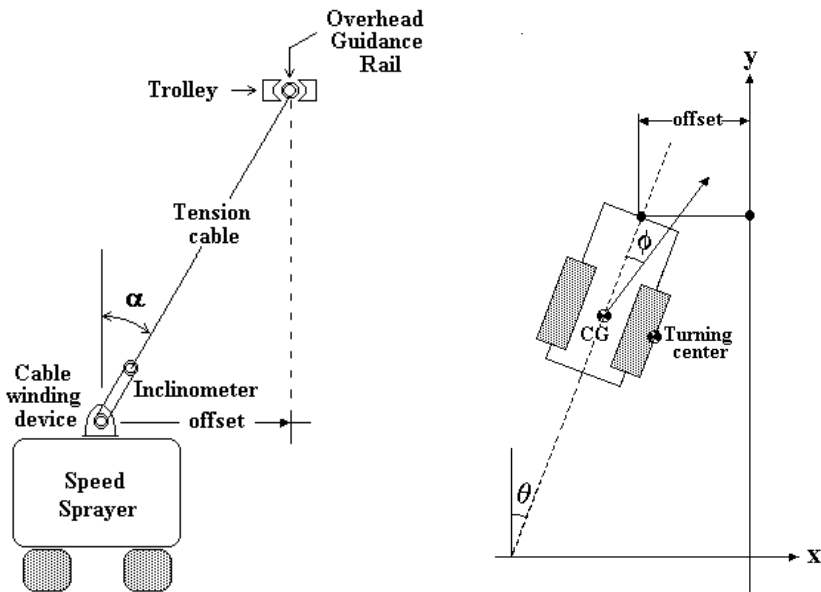 Overhead
Guidance
Rail
Trolley
Tension
cable
α
Cable
winding
device
Inclinometer
offset
Speed
Sprayer
y
offset
ϕ
CG
Turning
center
θ
x